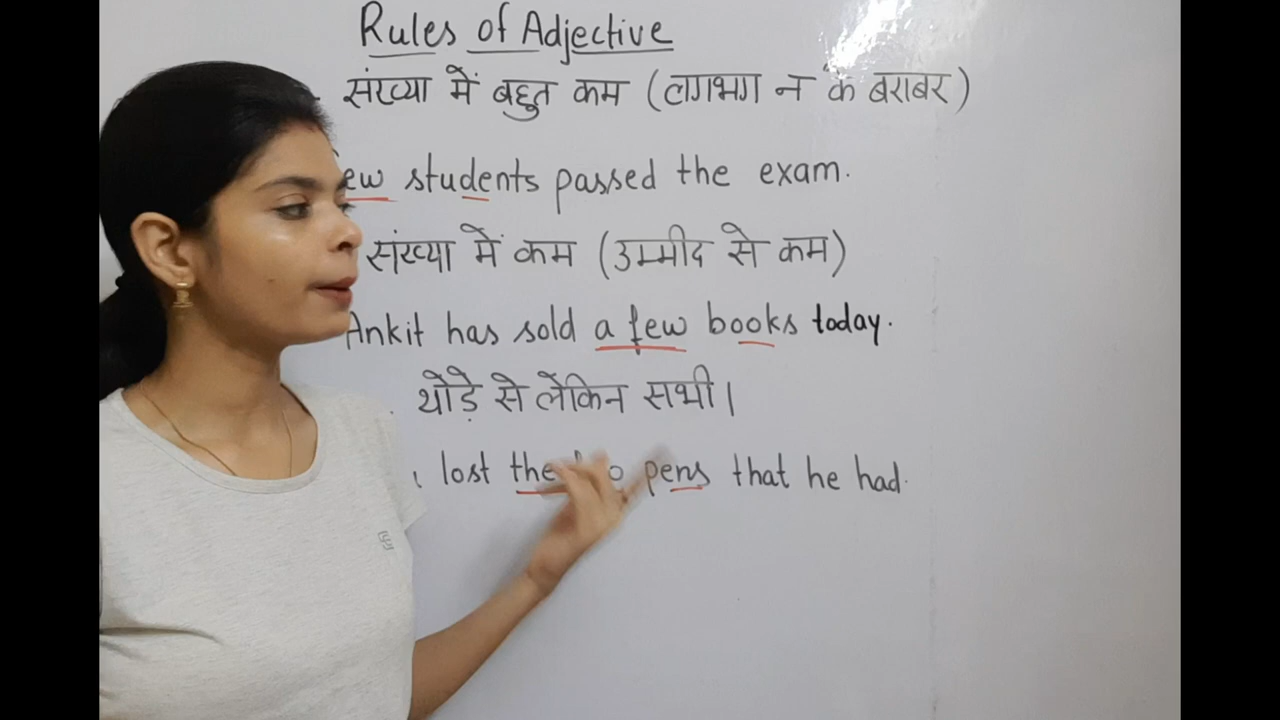 Rules of Adjective
संख्या में बहुत कम (लगभग न के बराबर)
ew students passed the exam.
संख्या में कम (उम्मीद से कम)
Ankit has sold a few books today.
थोड़े से लेकिन सभी।
lost the pens that he had.